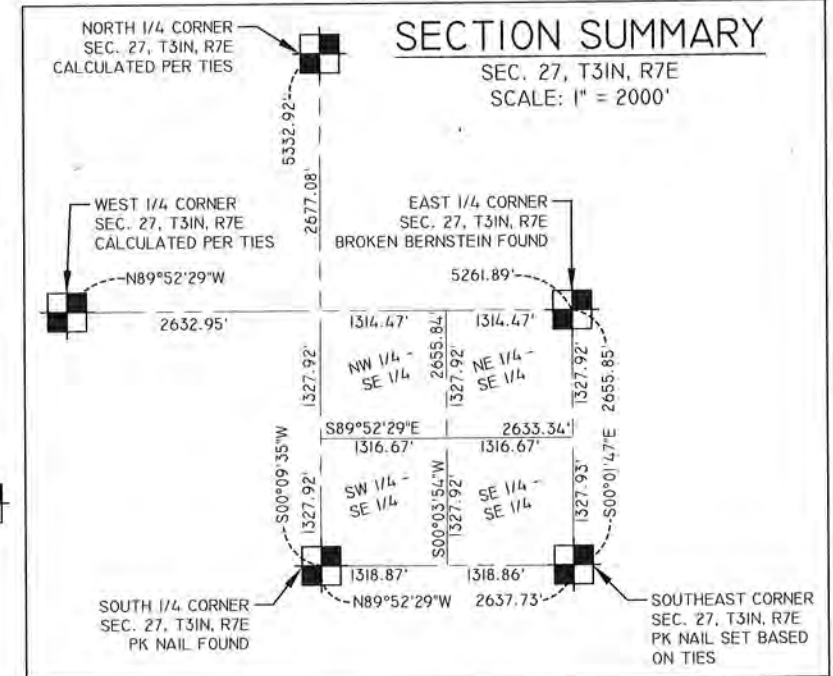 SECTION SUMMARY
SEC. 27, T31N, R7E
SCALE: 1" = 2000'
NORTH 1/4 CORNER
SEC. 27, T31N, R7E
CALCULATED PER TIES
5332.92'
2677.08'
WEST 1/4 CORNER
SEC. 27, T31N, R7E
CALCULATED PER TIES
N89°52'29"W
2632.95'
EAST 1/4 CORNER
SEC. 27, T31N, R7E
BROKEN BERNSTEIN FOUND
5261.89'
1314.47'
1314.47'
1327.92'
NW 1/4 -
SE 1/4
2655.84'
1327.92'
NE 1/4 -
SE 1/4
1327.92'
2655.85'
S89°52'29"E
2633.34'
1316.67'
1316.67'
S00°09'35"W
1327.92'
SW 1/4 -
SE 1/4
S00°03'54"W
1327.92'
SE 1/4 -
SE 1/4
1327.93'
S00°01'47"E
1318.87'
1318.86'
N89°52'29"W
2637.73'
SOUTH 1/4 CORNER
SEC. 27, T31N, R7E
PK NAIL FOUND
SOUTHEAST CORNER
SEC. 27, T31N, R7E
PK NAIL SET BASED
ON TIES